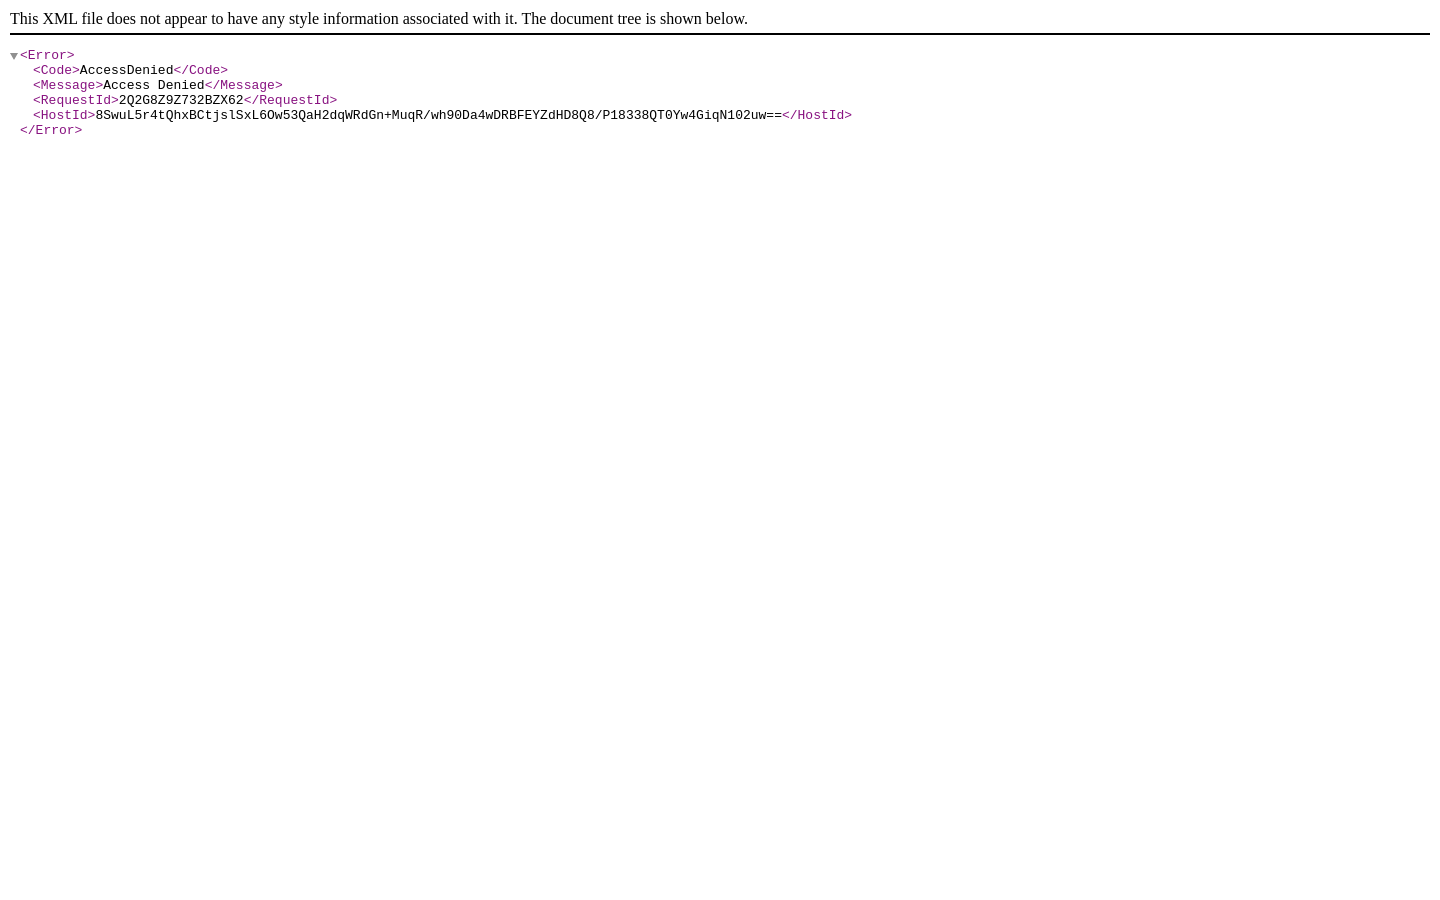 This XML file does not appear to have any style information associated with it. The document tree is shown below.
<Error>
<Code>AccessDenied</Code>
<Message>Access Denied</Message>
<RequestId>2Q2G8Z9Z732BZX62</RequestId>
<HostId>8SwuL5r4tQhxBCtjslSxL6Ow53QaH2dqWRdGn+MuqR/wh90Da4wDRBFEYZdHD8Q8/P18338QT0Yw4GiqN102uw==</HostId>
</Error>